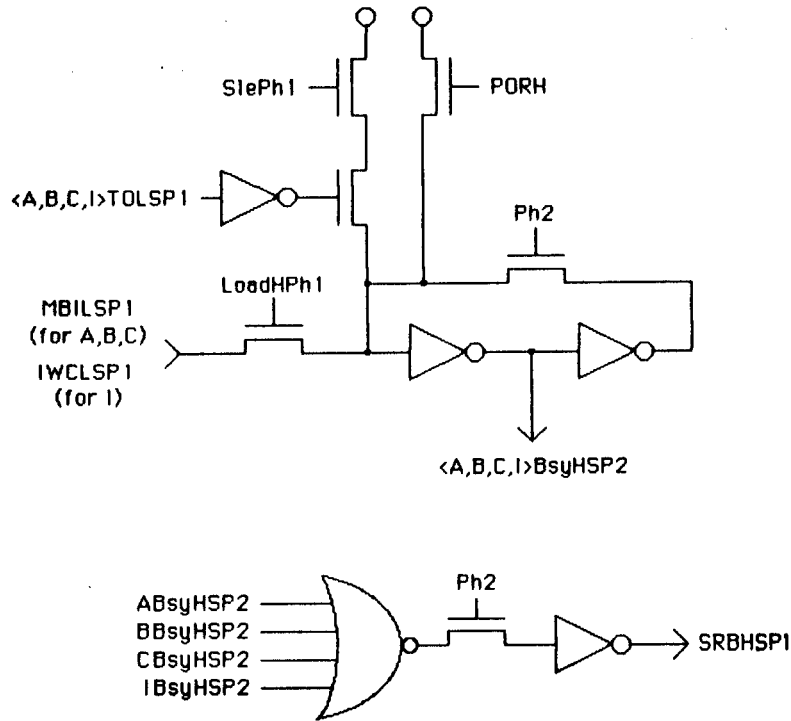 SlePh1
PORH
<A,B,C,I>TOLSP1
Ph2
LoadHPh1
MBILSP1
(for A,B,C)
IWCLSP1
(for I)
<A,B,C,I>BsyHSP2
Ph2
ABsyHSP2
BBsyHSP2
CBsyHSP2
IBsyHSP2
SRBHSP1